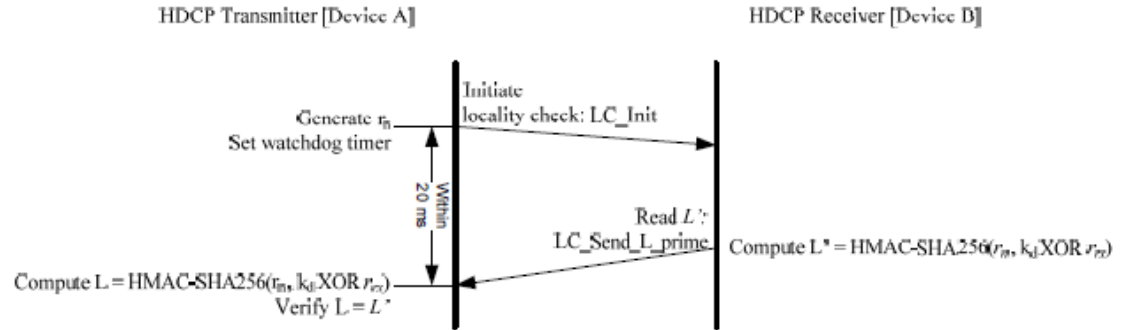 HDCP Transmitter [Device A]
HDCP Receiver [Device B]
Initiate
locality check: LC_Init
Generate rn
Set watchdog timer
Within
20 ms
Read L':
LC_Send_L_prime
Compute L' = HMAC-SHA256(rn, kd XOR rrx)
Compute L = HMAC-SHA256(rn, kd XOR rrx)
Verify L = L'